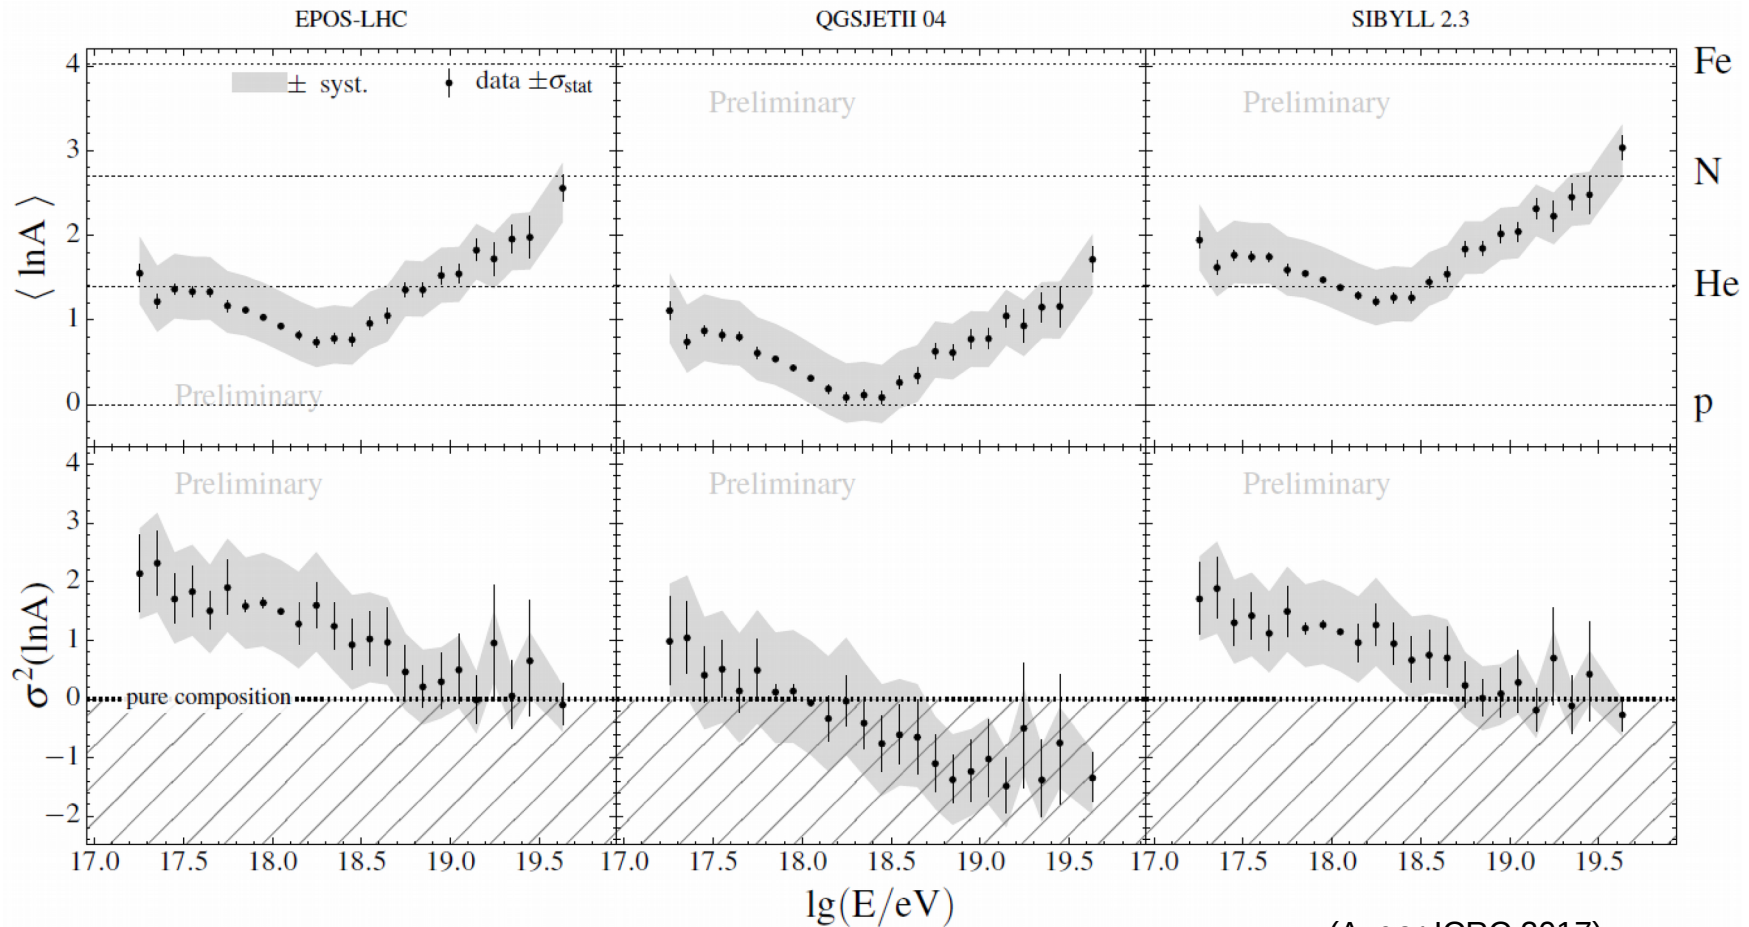 EPOS-LHC
QGSJETII 04
SIBYLL 2.3
4
3
2
1
0
⟨ lnA ⟩
± syst.
data ±σstat
Preliminary
Preliminary
Preliminary
Fe
N
He
p
4
3
2
1
0
−1
−2
σ²(lnA)
Preliminary
Preliminary
Preliminary
pure composition
17.0 17.5 18.0 18.5 19.0 19.5 17.0 17.5 18.0 18.5 19.0 19.5 17.0 17.5 18.0 18.5 19.0 19.5
lg(E/eV)